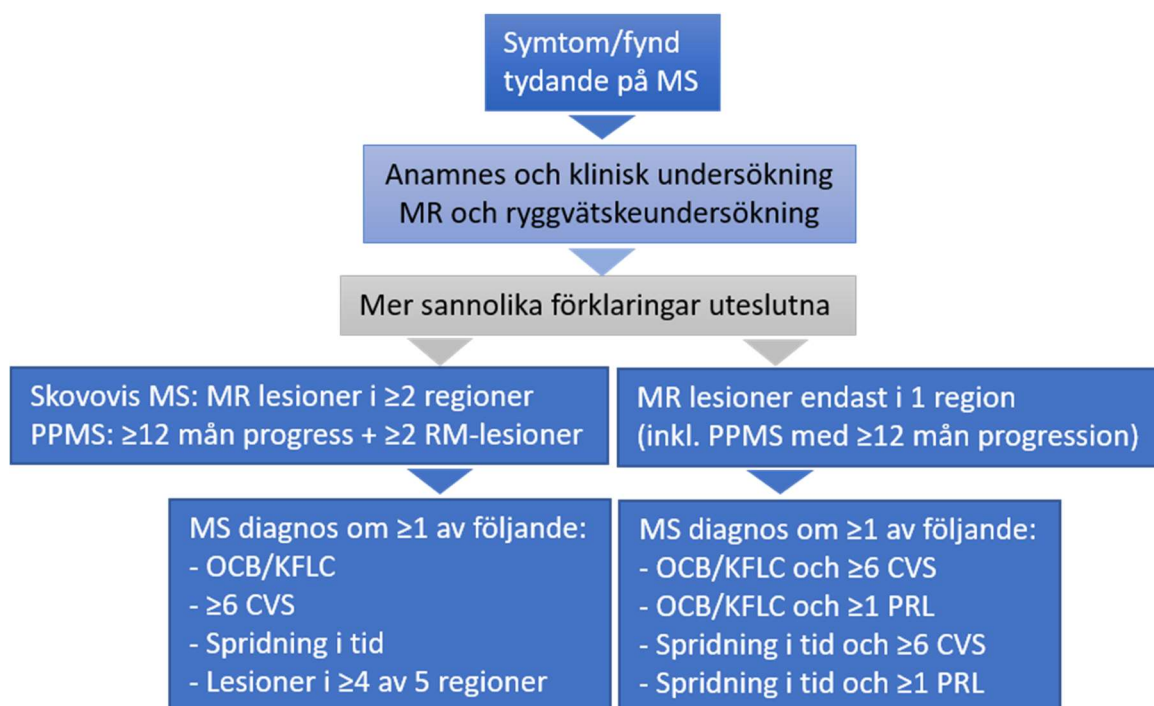 Symtom/fynd
tydande på MS
Anamnes och klinisk undersökning
MR och ryggvätskeundersökning
Mer sannolika förklaringar uteslutna
Skovovis MS: MR lesioner i ≥2 regioner
PPMS: ≥12 mån progress + ≥2 RM-lesioner
MR lesioner endast i 1 region
(inkl. PPMS med ≥12 mån progression)
MS diagnos om ≥1 av följande:
- OCB/KFLC
- ≥6 CVS
- Spridning i tid
- Lesioner i ≥4 av 5 regioner
MS diagnos om ≥1 av följande:
- OCB/KFLC och ≥6 CVS
- OCB/KFLC och ≥1 PRL
- Spridning i tid och ≥6 CVS
- Spridning i tid och ≥1 PRL